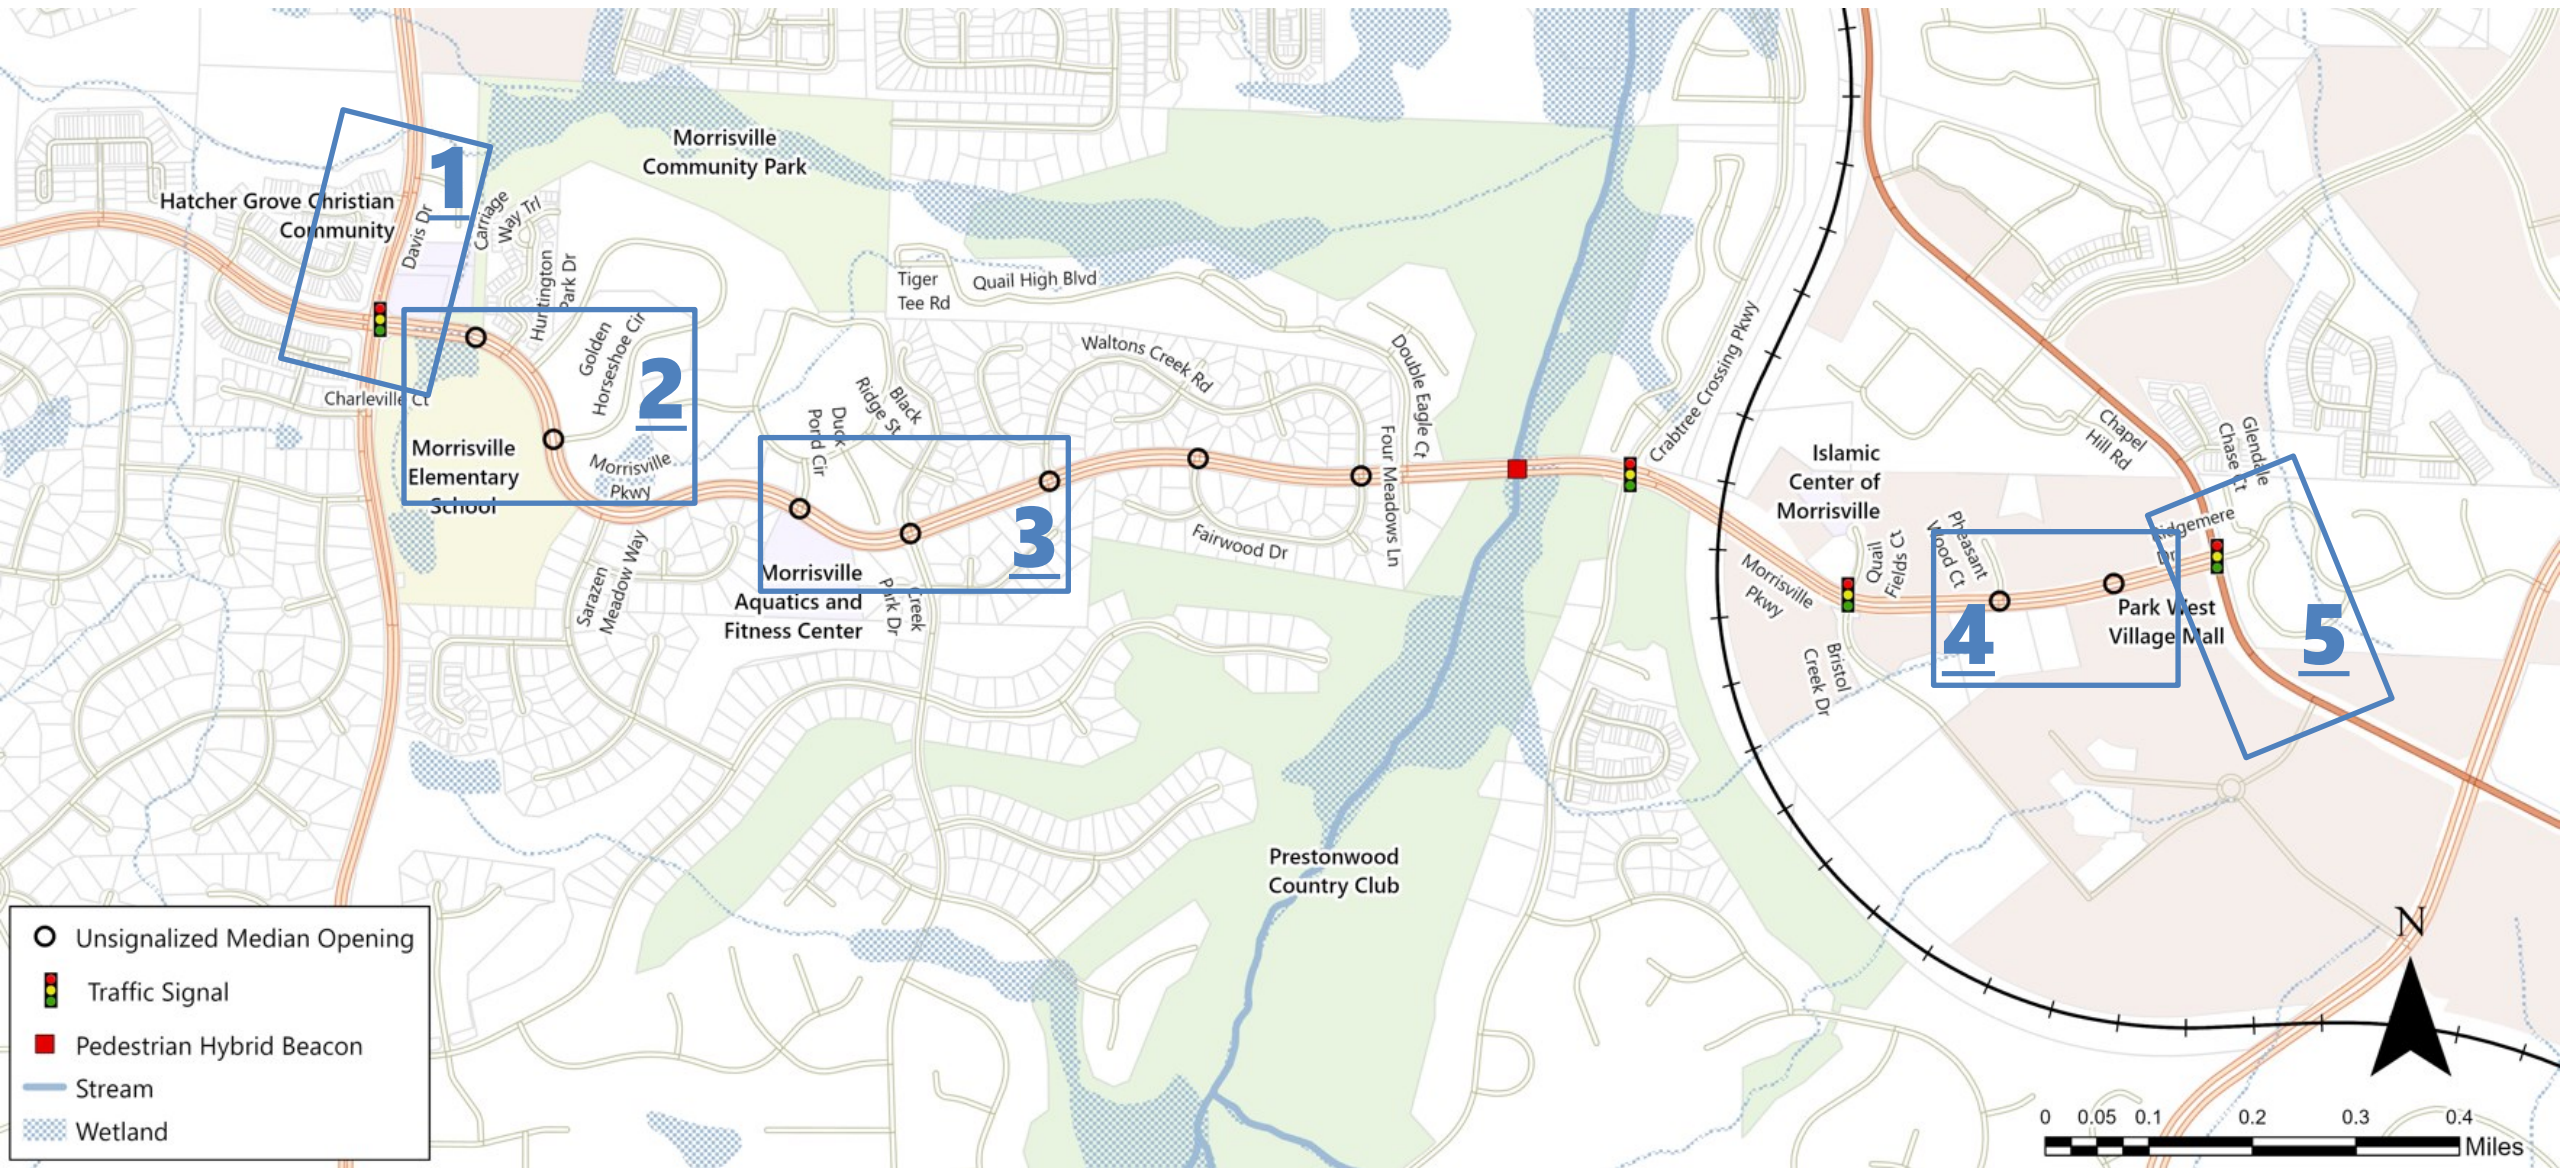 Morrisville
Community Park
1
Hatcher Grove Christian
Community
Davis Dr
Carriage
Way Trl
Huntington
Park Dr
Golden
Horseshoe Cir
2
Charleville Ct
Morrisville
Elementary
School
Morrisville
Pkwy
Sarazen
Meadow Way
Tiger
Tee Rd
Quail High Blvd
Waltons Creek Rd
Duck
Pond Cir
Black
Ridge St
3
Morrisville
Aquatics and
Fitness Center
Creek
Park Dr
Fairwood Dr
Double Eagle Ct
Four Meadows Ln
Crabtree Crossing Pkwy
Prestonwood
Country Club
Islamic
Center of
Morrisville
Morrisville
Pkwy
Quail
Fields Ct
Bristol
Creek Dr
Pheasant
Wood Ct
4
Chapel
Hill Rd
Glendale
Chase Ct
Ridgemere
Dr
Park West
Village Mall
5
Unsignalized Median Opening
Traffic Signal
Pedestrian Hybrid Beacon
Stream
Wetland
N
0 0.05 0.1 0.2 0.3 0.4
Miles